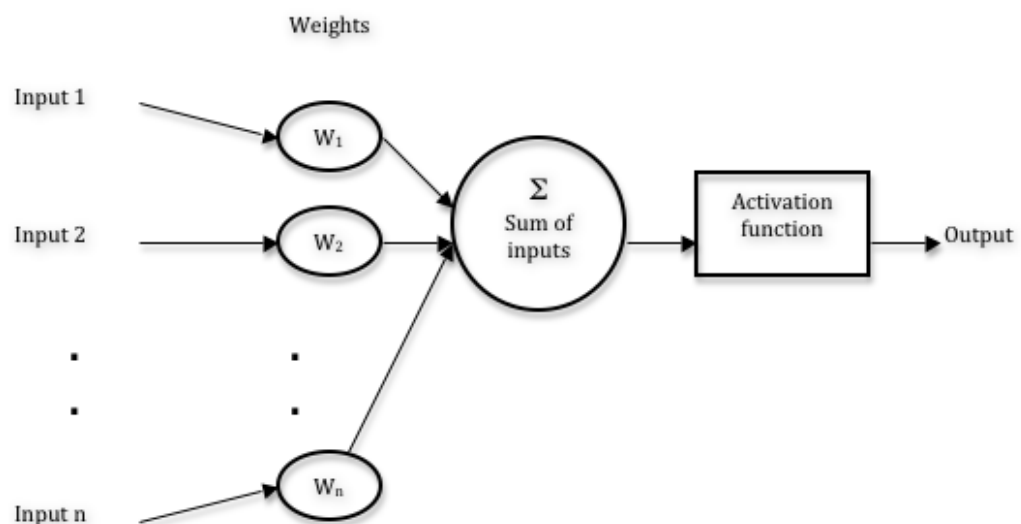 Weights
Input 1
W₁
Σ
Sum of
inputs
Activation
function
Input 2
W₂
Output
.
.
.
.
Wₙ
Input n